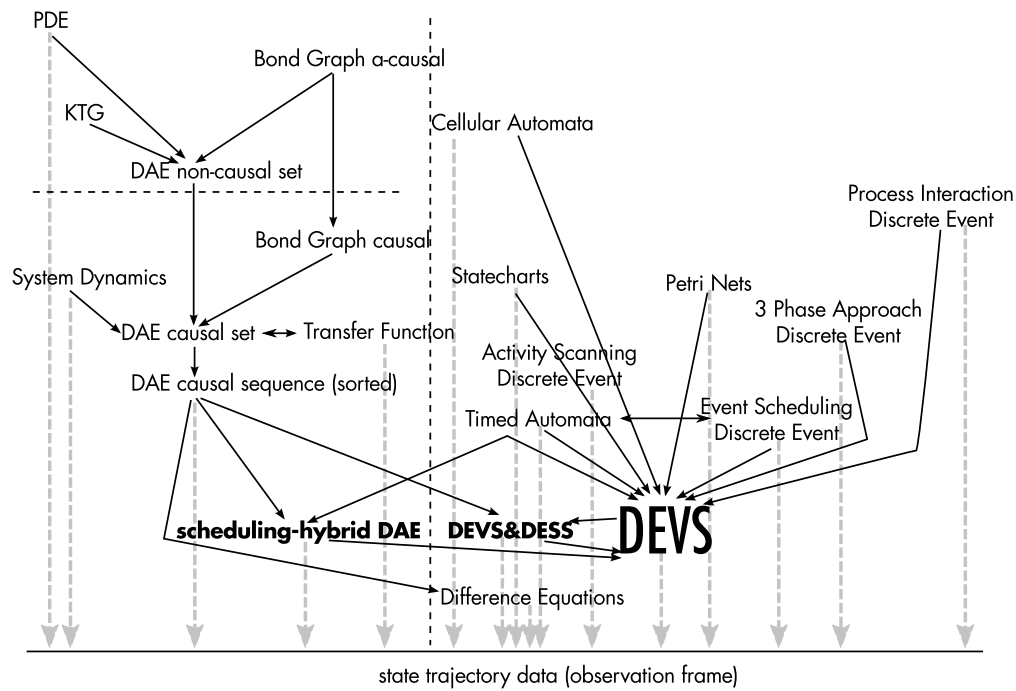 PDE
Bond Graph a-causal
KTG
Cellular Automata
DAE non-causal set
Process Interaction
Discrete Event
Bond Graph causal
System Dynamics
Statecharts
Petri Nets
3 Phase Approach
Discrete Event
DAE causal set
Transfer Function
Activity Scanning
Discrete Event
DAE causal sequence (sorted)
Timed Automata
Event Scheduling
Discrete Event
scheduling-hybrid DAE
DEVS&DESS
DEVS
Difference Equations
state trajectory data (observation frame)